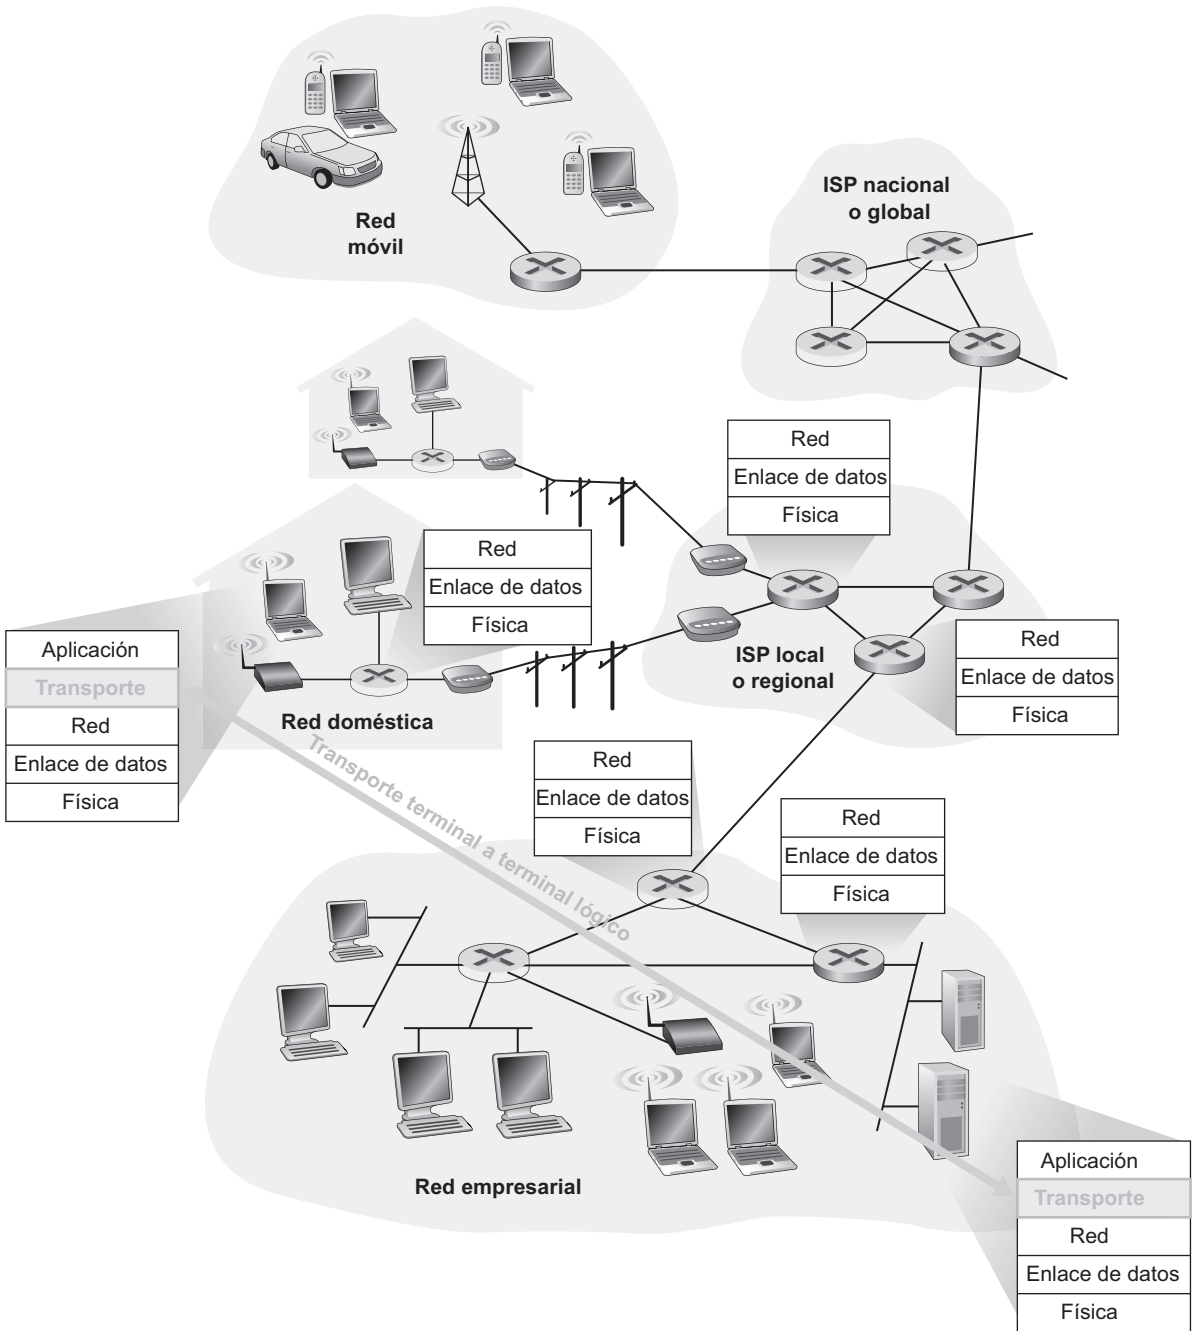 ISP nacional
o global
Red
móvil
Red
Enlace de datos
Física
Red
Enlace de datos
Física
Aplicación
Transporte
Red
Enlace de datos
Física
Red doméstica
ISP local
o regional
Red
Enlace de datos
Física
Transporte terminal a terminal lógico
Red
Enlace de datos
Física
Red
Enlace de datos
Física
Red empresarial
Aplicación
Transporte
Red
Enlace de datos
Física